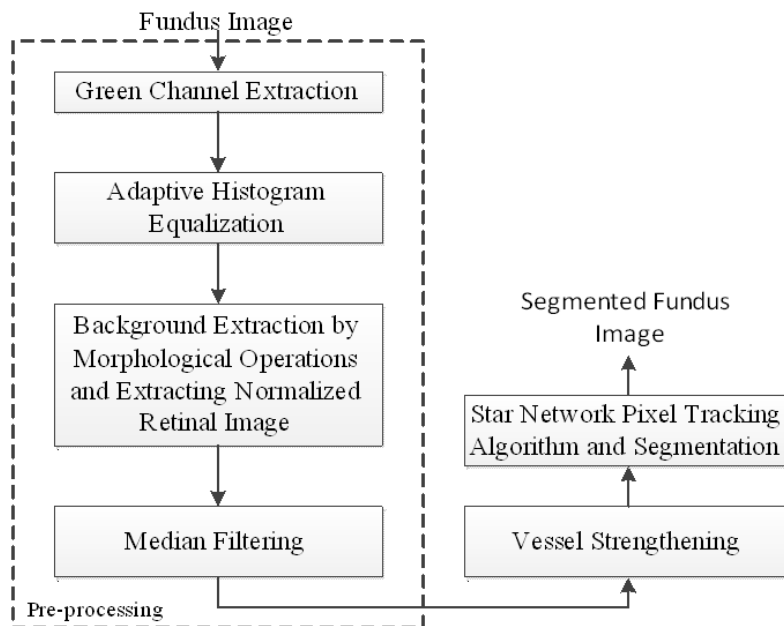 Fundus Image
Green Channel Extraction
Adaptive Histogram
Equalization
Background Extraction by
Morphological Operations
and Extracting Normalized
Retinal Image
Median Filtering
Pre-processing
Segmented Fundus
Image
Star Network Pixel Tracking
Algorithm and Segmentation
Vessel Strengthening